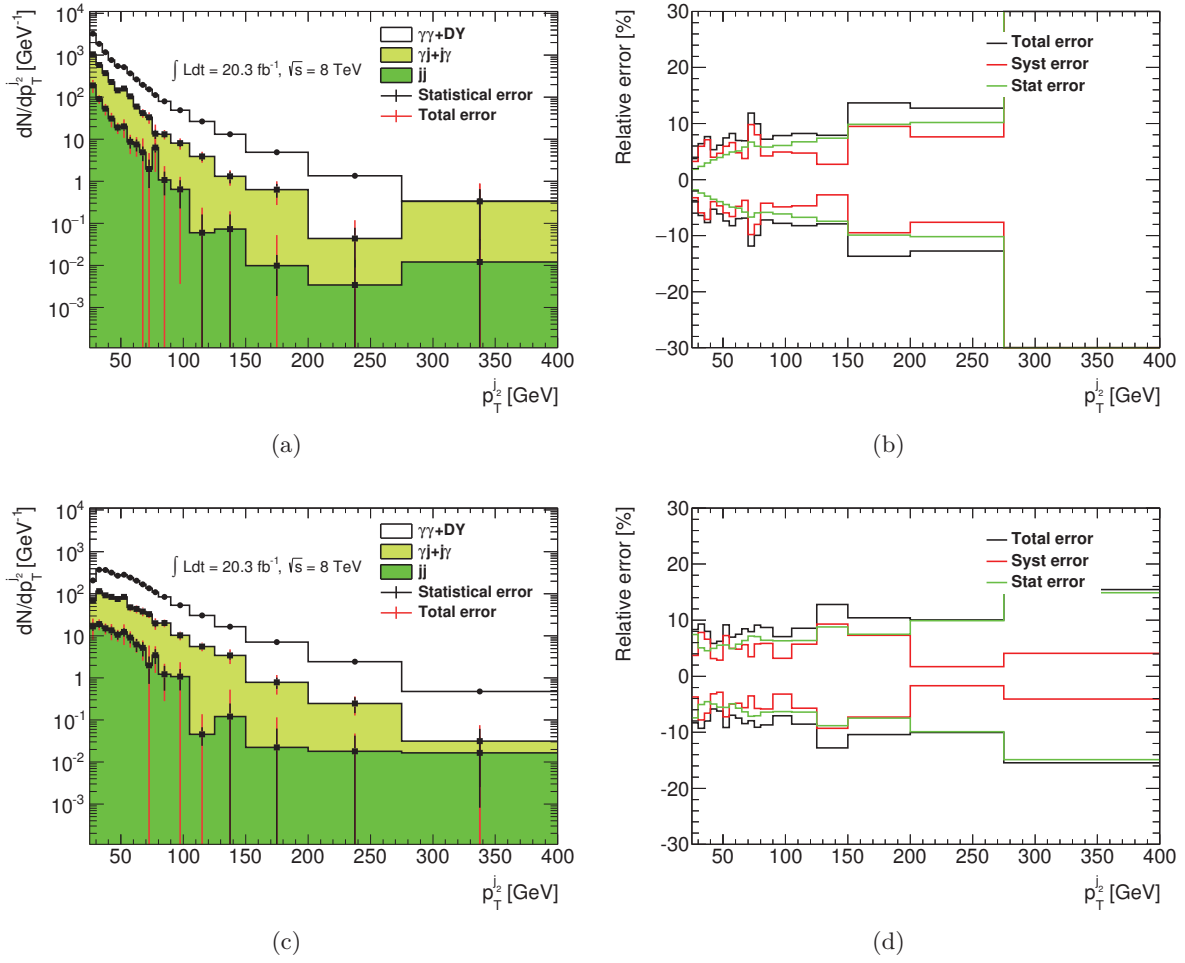 dN/dp_T^{j_2} [GeV^{-1}]
10^4
10^3
10^2
10
1
10^{-1}
10^{-2}
10^{-3}
∫ Ldt = 20.3 fb^{-1}, √s = 8 TeV
γγ+DY
γj+jγ
jj
Statistical error
Total error
50 100 150 200 250 300 350 400
p_T^{j_2} [GeV]
(a)
Relative error [%]
30
20
10
0
−10
−20
−30
Total error
Syst error
Stat error
50 100 150 200 250 300 350 400
p_T^{j_2} [GeV]
(b)
dN/dp_T^{j_2} [GeV^{-1}]
10^4
10^3
10^2
10
1
10^{-1}
10^{-2}
10^{-3}
∫ Ldt = 20.3 fb^{-1}, √s = 8 TeV
γγ+DY
γj+jγ
jj
Statistical error
Total error
50 100 150 200 250 300 350 400
p_T^{j_2} [GeV]
(c)
Relative error [%]
30
20
10
0
-10
-20
-30
Total error
Syst error
Stat error
50 100 150 200 250 300 350 400
p_T^{j_2} [GeV]
(d)